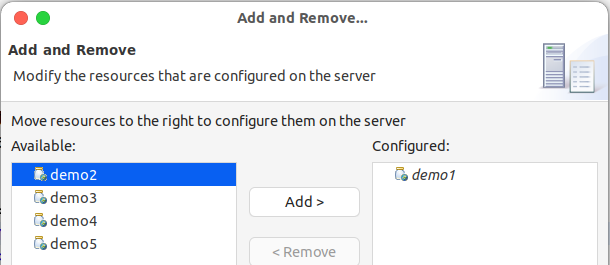 Add and Remove...
Add and Remove
Modify the resources that are configured on the server
Move resources to the right to configure them on the server
Available:
Configured:
demo2
demo3
demo4
demo5
Add >
< Remove
demo1